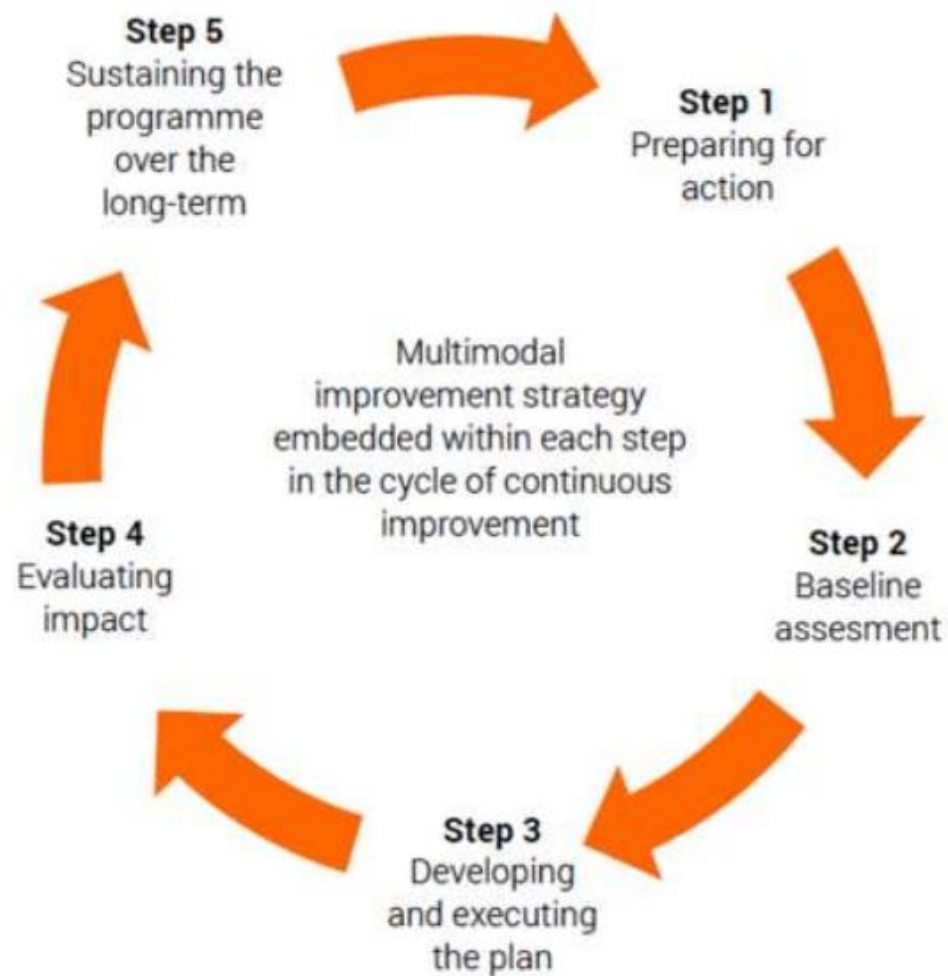 Step 5
Sustaining the
programme
over the
long-term
Step 1
Preparing for
action
Multimodal
improvement strategy
embedded within each step
in the cycle of continuous
improvement
Step 4
Evaluating
impact
Step 2
Baseline
assesment
Step 3
Developing
and executing
the plan